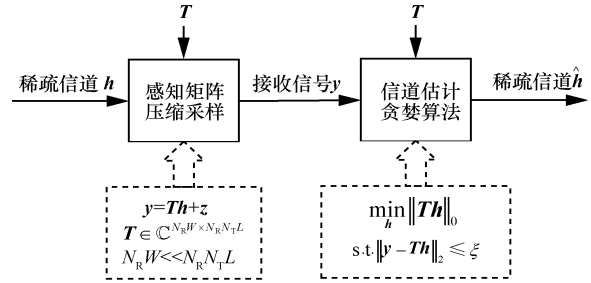 T
T
稀疏信道 h
感知矩阵
压缩采样
接收信号y
信道估计
贪婪算法
稀疏信道ĥ
y=Th+z
T∈ℂ^{N_R W×N_R N_T L}
N_R W<<N_R N_T L
min_h ‖Th‖_0
s.t.‖y−Th‖_2 ≤ξ